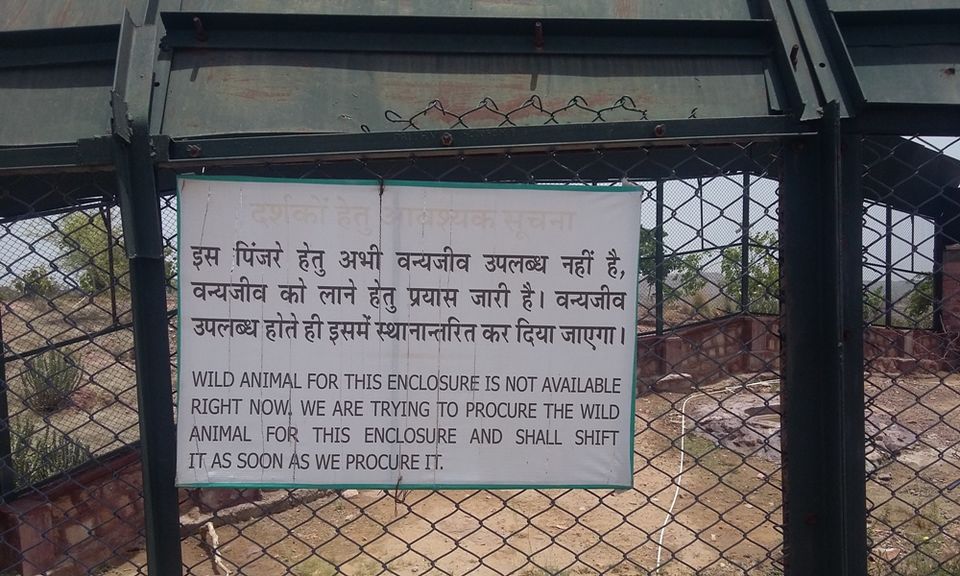 दर्शकों हेतु आवश्यक सूचना
इस पिंजरे हेतु अभी वन्यजीव उपलब्ध नहीं है,
वन्यजीव को लाने हेतु प्रयास जारी है। वन्यजीव
उपलब्ध होते ही इसमें स्थानान्तरित कर दिया जाएगा।
WILD ANIMAL FOR THIS ENCLOSURE IS NOT AVAILABLE
RIGHT NOW. WE ARE TRYING TO PROCURE THE WILD
ANIMAL FOR THIS ENCLOSURE AND SHALL SHIFT
IT AS SOON AS WE PROCURE IT.